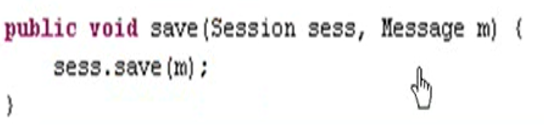 public void save(Session sess, Message m) {
    sess.save(m);
}